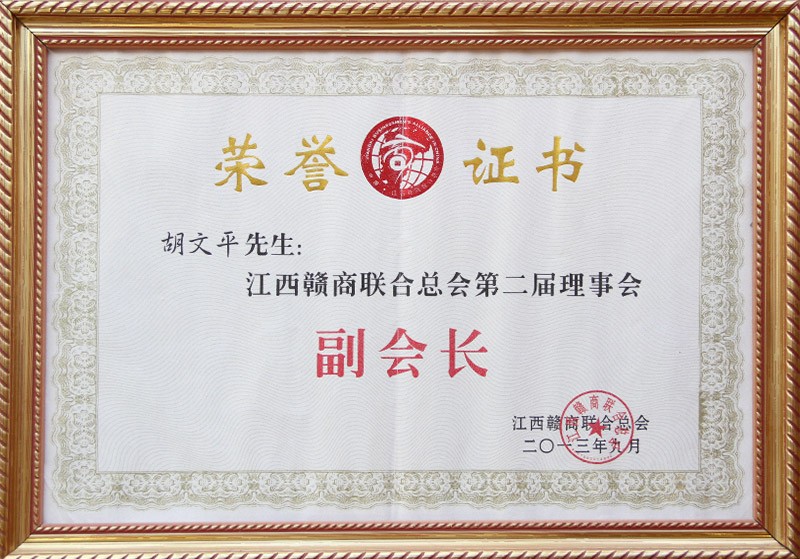 荣誉证书
胡文平先生：
江西赣商联合总会第二届理事会
副会长
江西赣商联合总会
二〇一三年九月